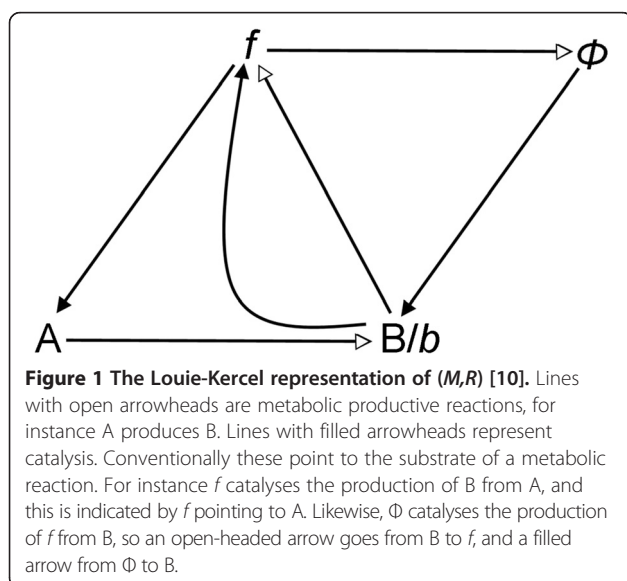 f Φ
A B/b
Figure 1 The Louie-Kercel representation of (M,R) [10]. Lines
with open arrowheads are metabolic productive reactions, for
instance A produces B. Lines with filled arrowheads represent
catalysis. Conventionally these point to the substrate of a metabolic
reaction. For instance f catalyses the production of B from A, and
this is indicated by f pointing to A. Likewise, Φ catalyses the production
of f from B, so an open-headed arrow goes from B to f, and a filled
arrow from Φ to B.